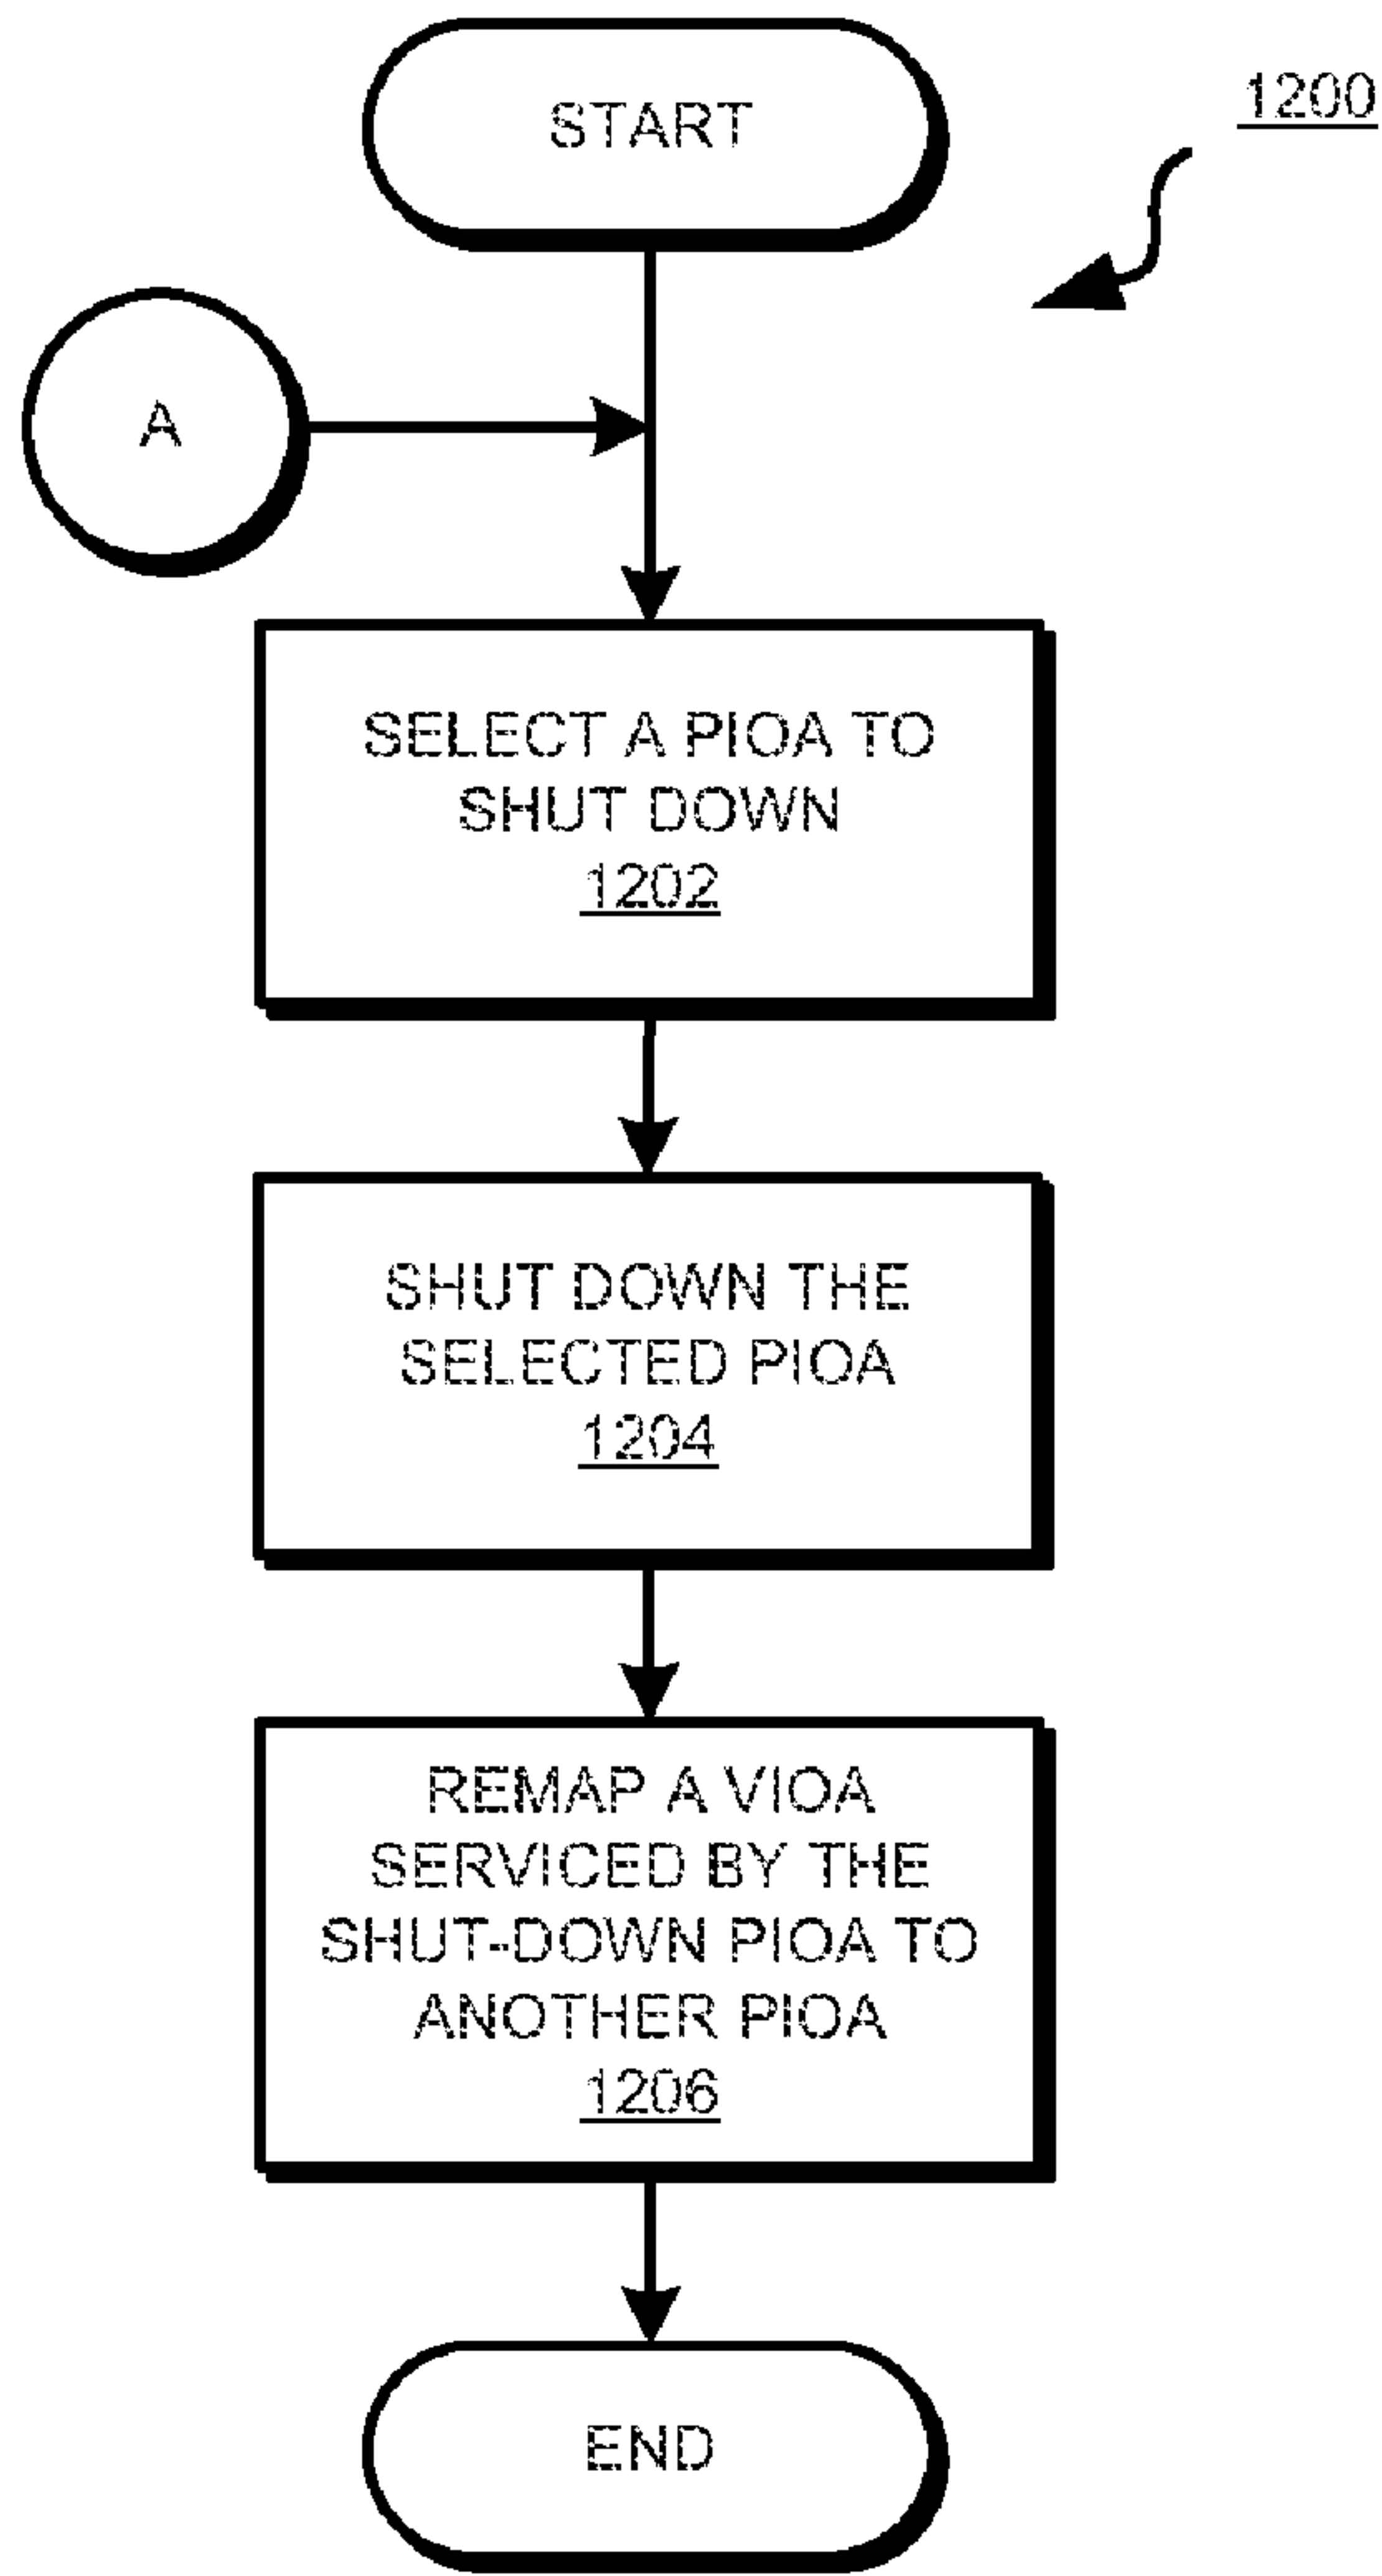 START
1200
A
SELECT A PIOA TO
SHUT DOWN
1202
SHUT DOWN THE
SELECTED PIOA
1204
REMAP A VIOA
SERVICED BY THE
SHUT-DOWN PIOA TO
ANOTHER PIOA
1206
END